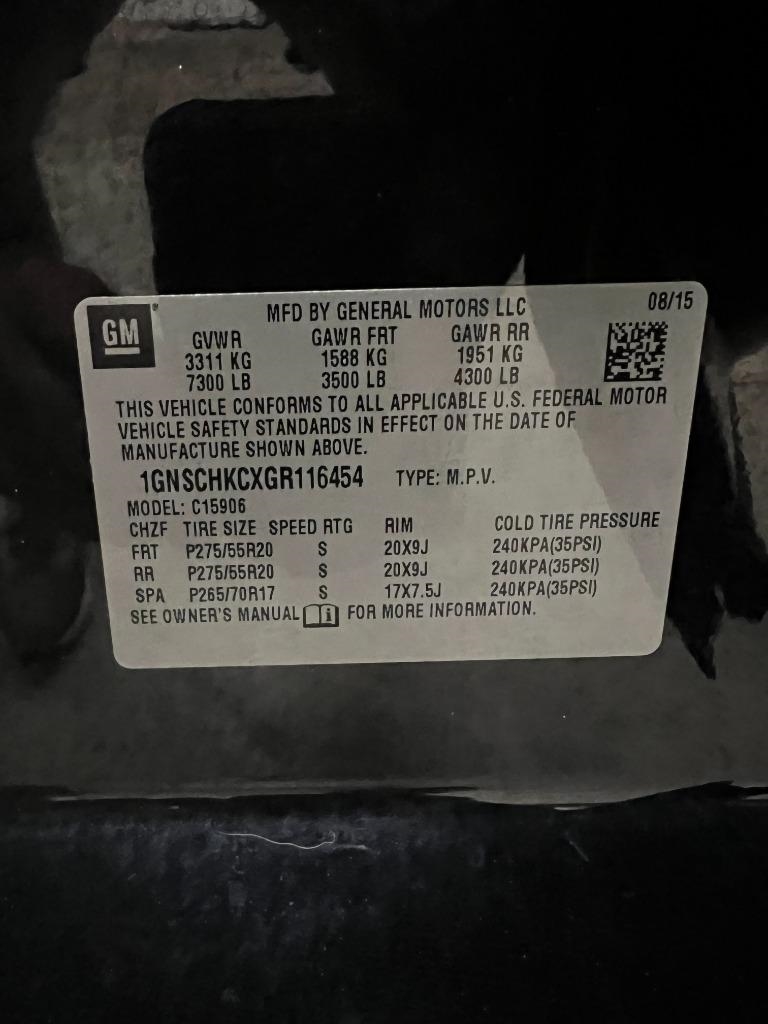 GM
MFD BY GENERAL MOTORS LLC 08/15
GVWR GAWR FRT GAWR RR
3311 KG 1588 KG 1951 KG
7300 LB 3500 LB 4300 LB
THIS VEHICLE CONFORMS TO ALL APPLICABLE U.S. FEDERAL MOTOR
VEHICLE SAFETY STANDARDS IN EFFECT ON THE DATE OF
MANUFACTURE SHOWN ABOVE.
1GNSCHKCXGR116454 TYPE: M.P.V.
MODEL: C15906
CHZF TIRE SIZE SPEED RTG RIM COLD TIRE PRESSURE
FRT P275/55R20 S 20X9J 240KPA(35PSI)
RR P275/55R20 S 20X9J 240KPA(35PSI)
SPA P265/70R17 S 17X7.5J 240KPA(35PSI)
SEE OWNER'S MANUAL i FOR MORE INFORMATION.